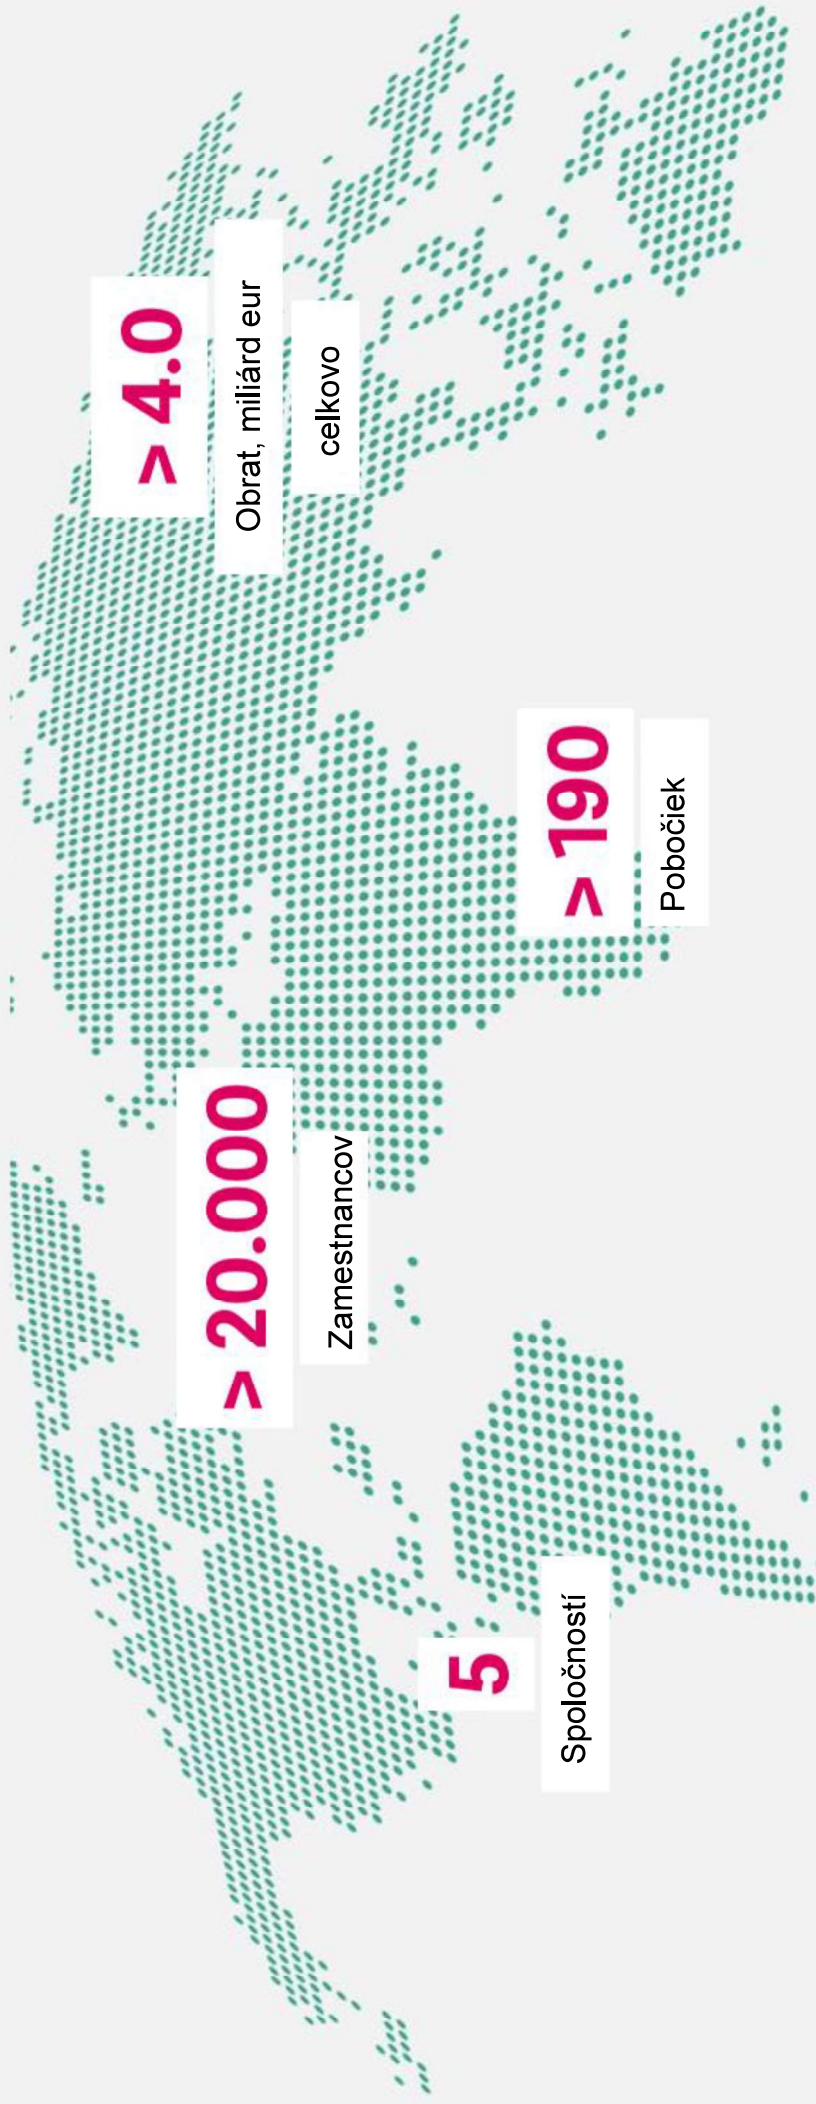 5
Spoločností
> 20.000
Zamestnancov
> 190
Pobočiek
> 4.0
Obrat, miliárd eur
celkovo